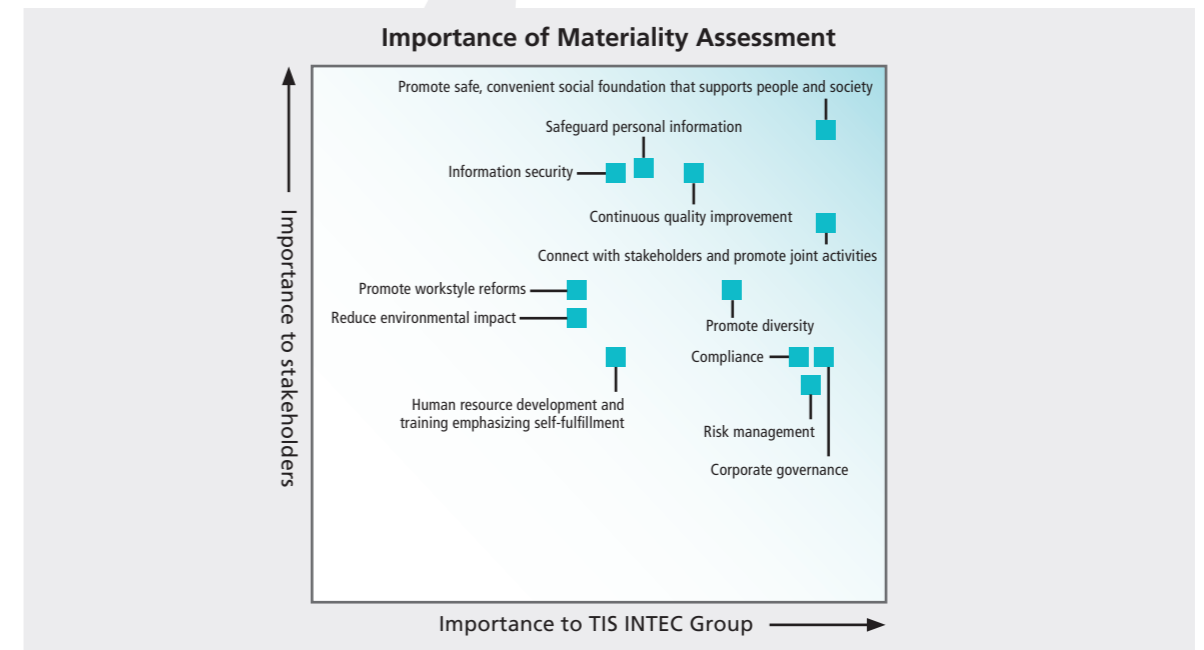 Importance of Materiality Assessment
Promote safe, convenient social foundation that supports people and society
Safeguard personal information
Information security
Continuous quality improvement
Connect with stakeholders and promote joint activities
Promote workstyle reforms
Reduce environmental impact
Promote diversity
Compliance
Human resource development and
training emphasizing self-fulfillment
Risk management
Corporate governance
Importance to stakeholders
Importance to TIS INTEC Group